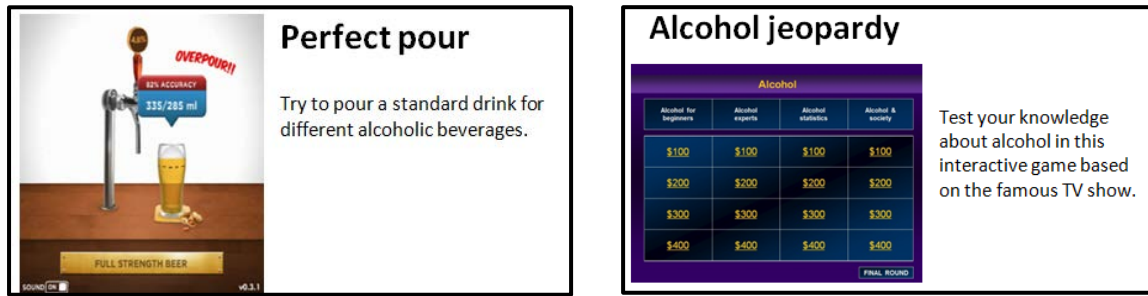 Perfect pour
4.8%
OVERPOUR!!
82% ACCURACY
335/285 ml
Try to pour a standard drink for
different alcoholic beverages.
FULL STRENGTH BEER
SOUND ON
v0.3.1
Alcohol jeopardy
Alcohol
Alcohol for
beginners
Alcohol
experts
Alcohol
statistics
Alcohol &
society
$100 $100 $100 $100
$200 $200 $200 $200
$300 $300 $300 $300
$400 $400 $400 $400
FINAL ROUND
Test your knowledge
about alcohol in this
interactive game based
on the famous TV show.